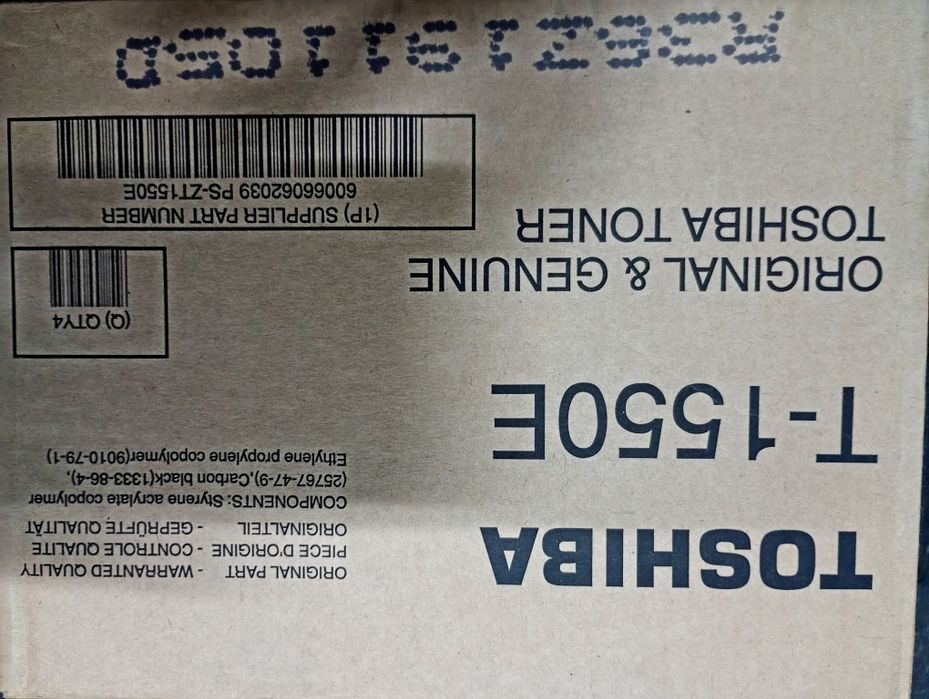 TOSHIBA
T-1550E
ORIGINAL & GENUINE
TOSHIBA TONER
ORIGINAL PART - WARRANTED QUALITY
PIECE D'ORIGINE - CONTROLE QUALITE
ORIGINALTEIL - GEPRÜFTE QUALITÄT
COMPONENTS: Styrene acrylate copolymer
(25767-47-9),Carbon black(1333-86-4),
Ethylene propylene copolymer(9010-79-1)
(Q) QTY4
(1P) SUPPLIER PART NUMBER
60066062039 PS-ZT1550E